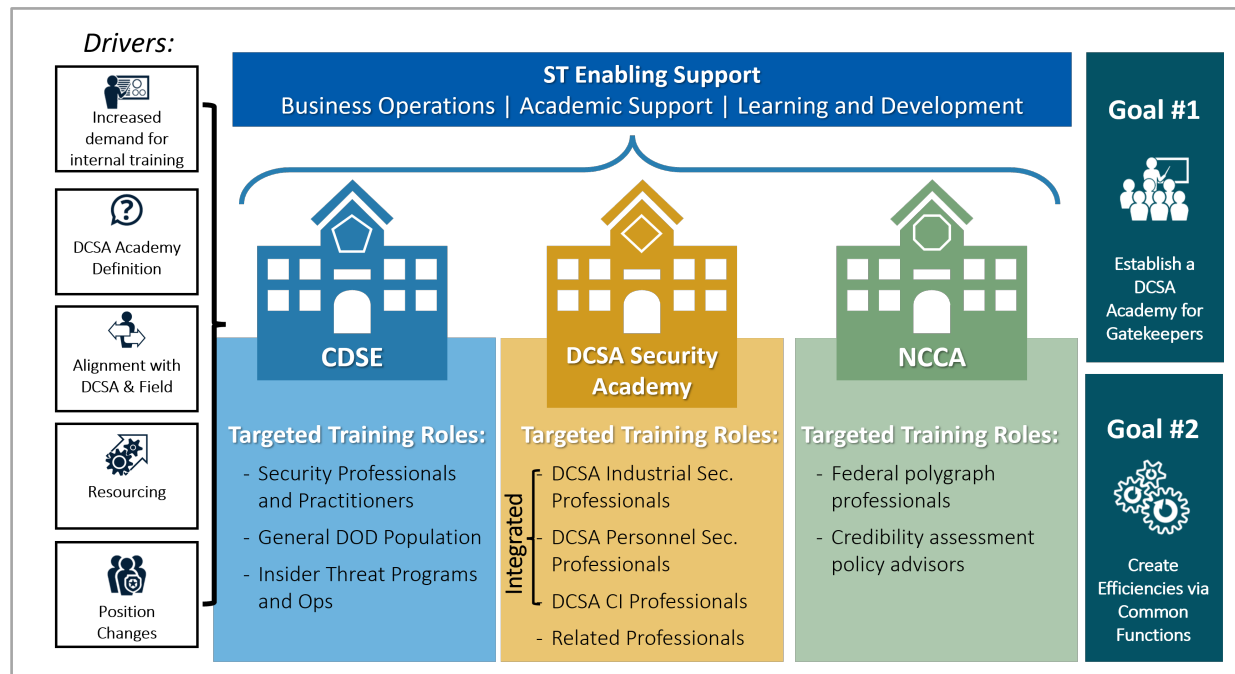 Drivers:
Increased
demand for
internal training
DCSA Academy
Definition
Alignment with
DCSA & Field
Resourcing
Position
Changes
ST Enabling Support
Business Operations | Academic Support | Learning and Development
CDSE
Targeted Training Roles:
- Security Professionals
and Practitioners
- General DOD Population
- Insider Threat Programs
and Ops
DCSA Security
Academy
Targeted Training Roles:
Integrated
- DCSA Industrial Sec.
Professionals
- DCSA Personnel Sec.
Professionals
- DCSA CI Professionals
- Related Professionals
NCCA
Targeted Training Roles:
- Federal polygraph
professionals
- Credibility assessment
policy advisors
Goal #1
Establish a
DCSA
Academy for
Gatekeepers
Goal #2
Create
Efficiencies via
Common
Functions